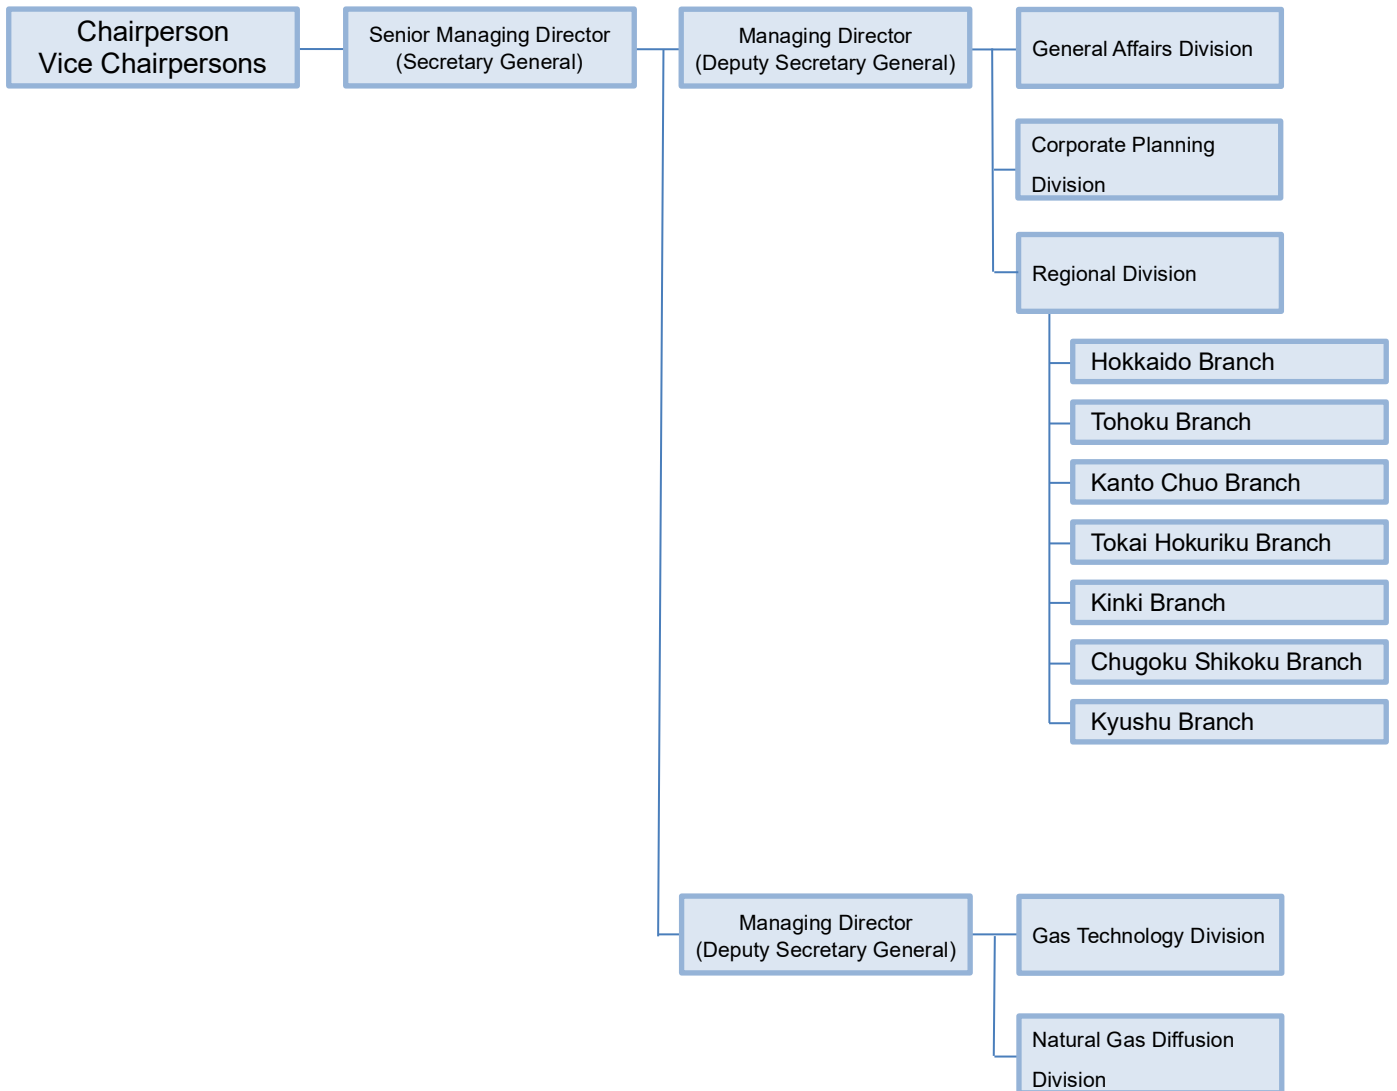 Chairperson
Vice Chairpersons
Senior Managing Director
(Secretary General)
Managing Director
(Deputy Secretary General)
General Affairs Division
Corporate Planning
Division
Regional Division
Hokkaido Branch
Tohoku Branch
Kanto Chuo Branch
Tokai Hokuriku Branch
Kinki Branch
Chugoku Shikoku Branch
Kyushu Branch
Managing Director
(Deputy Secretary General)
Gas Technology Division
Natural Gas Diffusion
Division